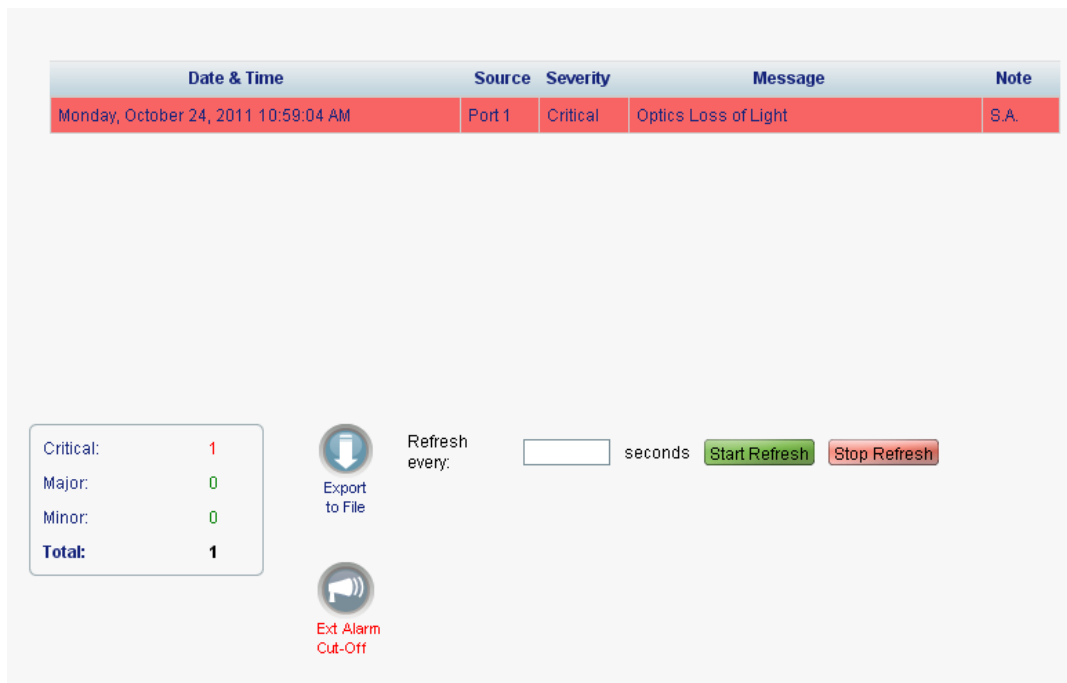 Date & Time Source Severity Message Note
Monday, October 24, 2011 10:59:04 AM Port 1 Critical Optics Loss of Light S.A.
Critical: 1
Major: 0
Minor: 0
Total: 1
Export
to File
Refresh
every:
seconds Start Refresh Stop Refresh
Ext Alarm
Cut-Off